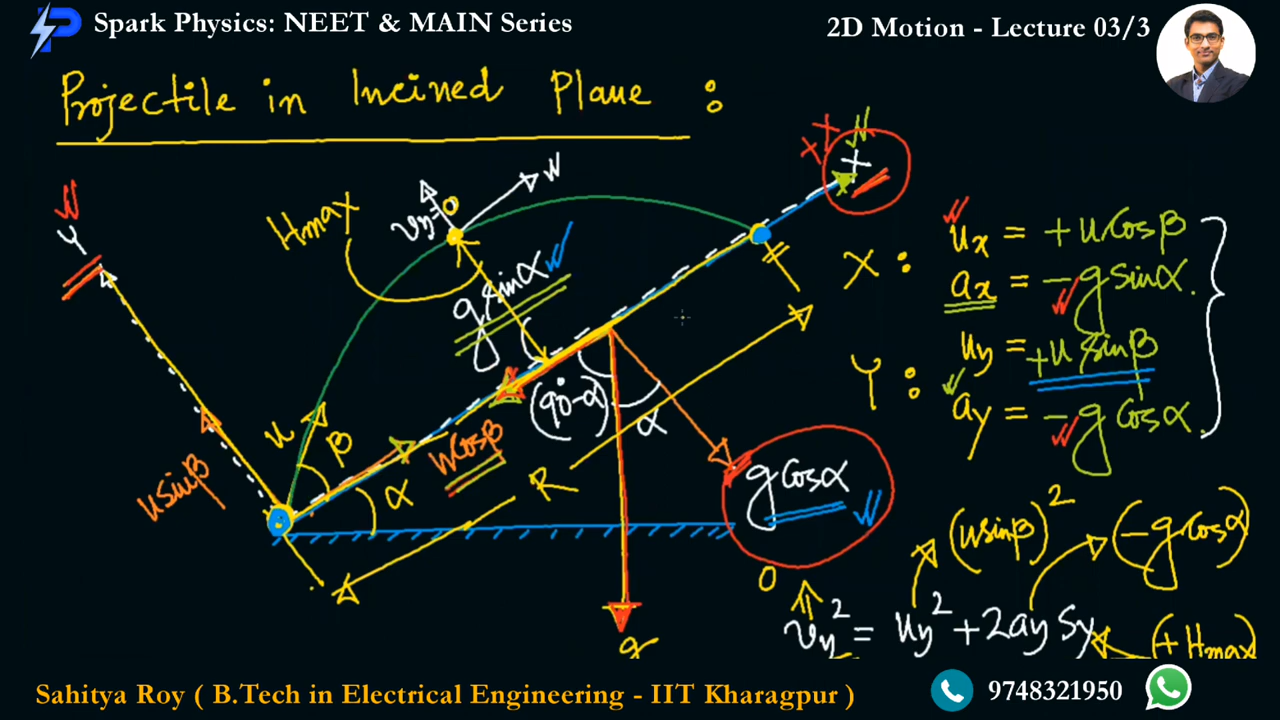 Spark Physics: NEET & MAIN Series
2D Motion - Lecture 03/3
Projectile in Incined Plane :
Y
X
Hmax
vy=0
g sinα
u
β
α
u sinβ
u cosβ
(90°-α)
α
R
g cosα
g
X : ux = +u cosβ
ax = -g sinα
Y : uy = +u sinβ
ay = -g cosα
(u sinβ)²
(-g cosα)
0
vy² = uy² + 2ay Sy
(+Hmax)
Sahitya Roy ( B.Tech in Electrical Engineering - IIT Kharagpur )
9748321950